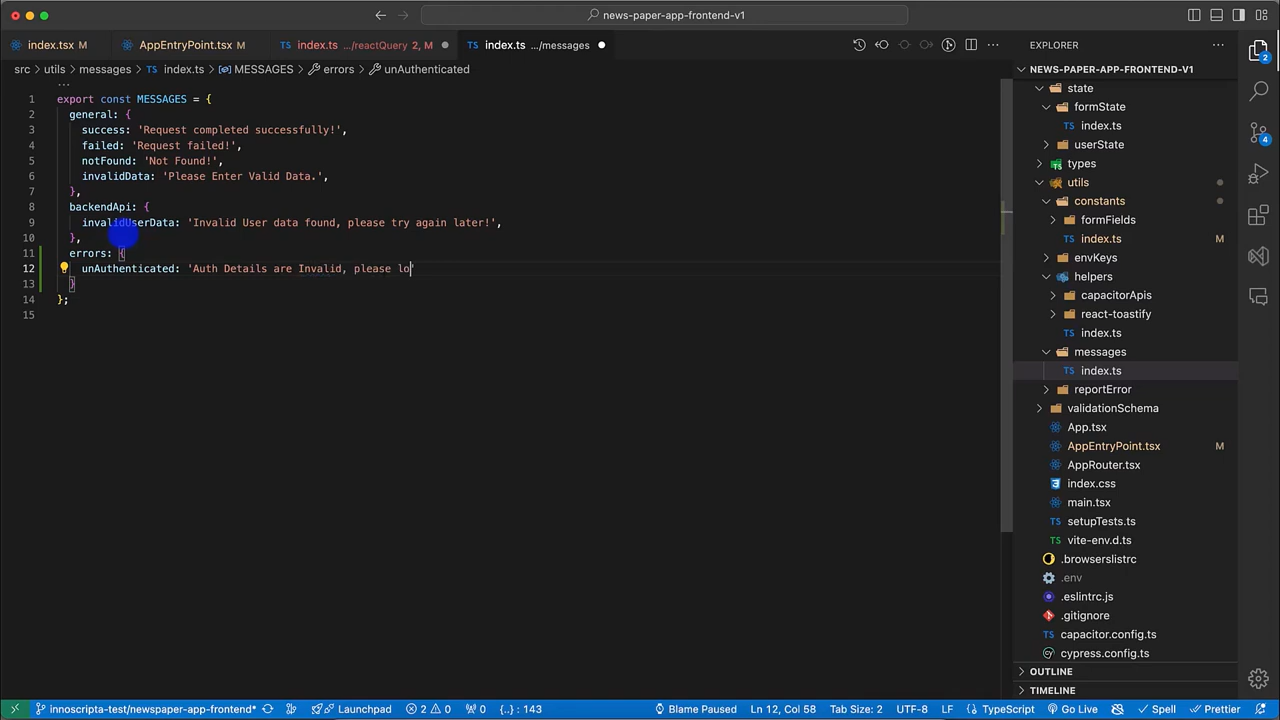 news-paper-app-frontend-v1
index.tsx M
AppEntryPoint.tsx M
index.ts .../reactQuery 2, M
index.ts .../messages
EXPLORER
src > utils > messages > index.ts > MESSAGES > errors > unAuthenticated
1 export const MESSAGES = {
2 general: {
3 success: 'Request completed successfully!',
4 failed: 'Request failed!',
5 notFound: 'Not Found!',
6 invalidData: 'Please Enter Valid Data.',
7 },
8 backendApi: {
9 invalidUserData: 'Invalid User data found, please try again later!',
10 },
11 errors: {
12 unAuthenticated: 'Auth Details are Invalid, please lo'
13 }
14 };
15
NEWS-PAPER-APP-FRONTEND-V1
state
formState
index.ts
userState
types
utils
constants
formFields
index.ts M
envKeys
helpers
capacitorApis
react-toastify
index.ts
messages
index.ts
reportError
validationSchema
App.tsx
AppEntryPoint.tsx M
AppRouter.tsx
index.css
main.tsx
setupTests.ts
vite-env.d.ts
.browserslistrc
.env
.eslintrc.js
.gitignore
capacitor.config.ts
cypress.config.ts
OUTLINE
TIMELINE
2
4
innoscripta-test/newspaper-app-frontend* Launchpad 2 0 0 {..} : 143 Blame Paused Ln 12, Col 58 Tab Size: 2 UTF-8 LF TypeScript Go Live Spell Prettier